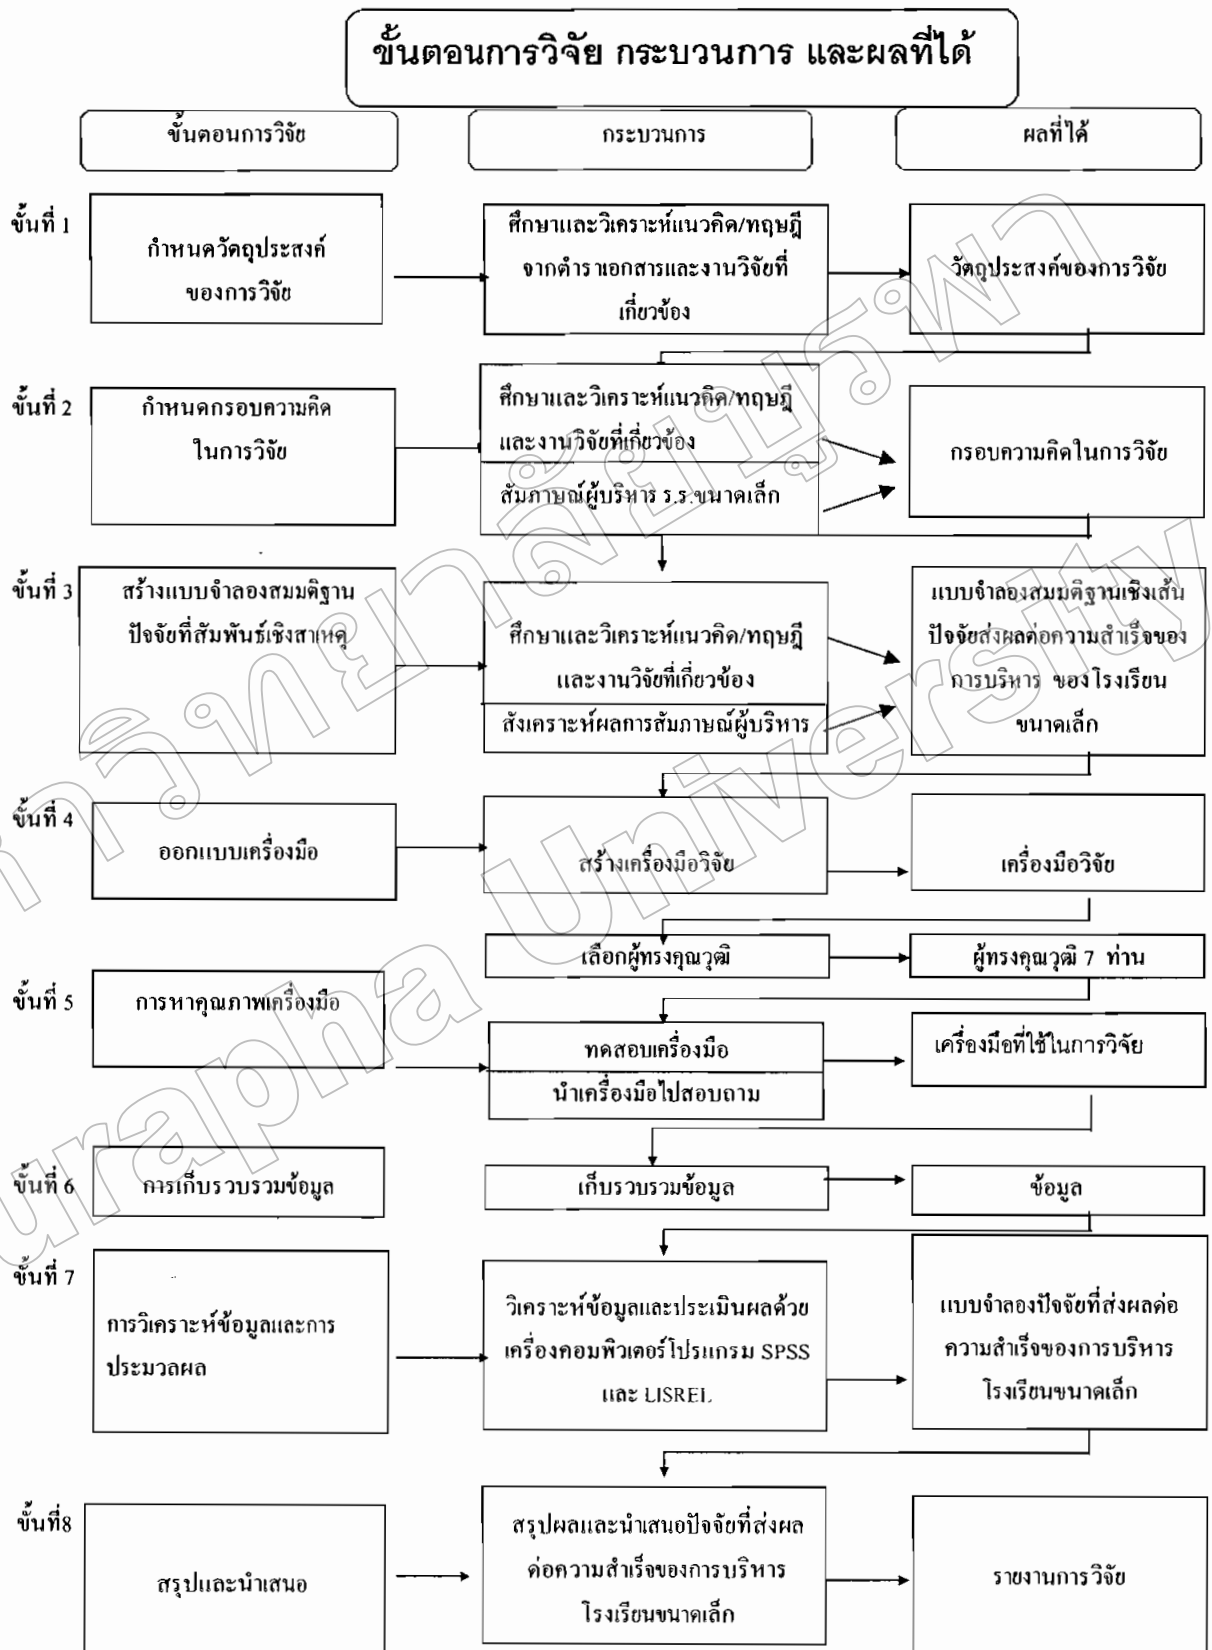 ขั้นตอนการวิจัย กระบวนการ และผลที่ได้
ขั้นตอนการวิจัย
กระบวนการ
ผลที่ได้
ขั้นที่ 1
กำหนดวัตถุประสงค์
ของการวิจัย
ศึกษาและวิเคราะห์แนวคิด/ทฤษฎี
จากตำราเอกสารและงานวิจัยที่
เกี่ยวข้อง
วัตถุประสงค์ของการวิจัย
ขั้นที่ 2
กำหนดกรอบความคิด
ในการวิจัย
ศึกษาและวิเคราะห์แนวคิด/ทฤษฎี
และงานวิจัยที่เกี่ยวข้อง
สัมภาษณ์ผู้บริหาร ร.ร.ขนาดเล็ก
กรอบความคิดในการวิจัย
ขั้นที่ 3
สร้างแบบจำลองสมมติฐาน
ปัจจัยที่สัมพันธ์เชิงสาเหตุ
ศึกษาและวิเคราะห์แนวคิด/ทฤษฎี
และงานวิจัยที่เกี่ยวข้อง
สังเคราะห์ผลการสัมภาษณ์ผู้บริหาร
แบบจำลองสมมติฐานเชิงเส้น
ปัจจัยส่งผลต่อความสำเร็จของ
การบริหาร ของโรงเรียน
ขนาดเล็ก
ขั้นที่ 4
ออกแบบเครื่องมือ
สร้างเครื่องมือวิจัย
เครื่องมือวิจัย
เลือกผู้ทรงคุณวุฒิ
ผู้ทรงคุณวุฒิ 7 ท่าน
ขั้นที่ 5
การหาคุณภาพเครื่องมือ
ทดสอบเครื่องมือ
นำเครื่องมือไปสอบถาม
เครื่องมือที่ใช้ในการวิจัย
ขั้นที่ 6
การเก็บรวบรวมข้อมูล
เก็บรวบรวมข้อมูล
ข้อมูล
ขั้นที่ 7
การวิเคราะห์ข้อมูลและการ
ประมวลผล
วิเคราะห์ข้อมูลและประเมินผลด้วย
เครื่องคอมพิวเตอร์โปรแกรม SPSS
และ LISREL
แบบจำลองปัจจัยที่ส่งผลต่อ
ความสำเร็จของการบริหาร
โรงเรียนขนาดเล็ก
ขั้นที่8
สรุปและนำเสนอ
สรุปผลและนำเสนอปัจจัยที่ส่งผล
ต่อความสำเร็จของการบริหาร
โรงเรียนขนาดเล็ก
รายงานการวิจัย
วิทยาลัยบูรพา
urapha University